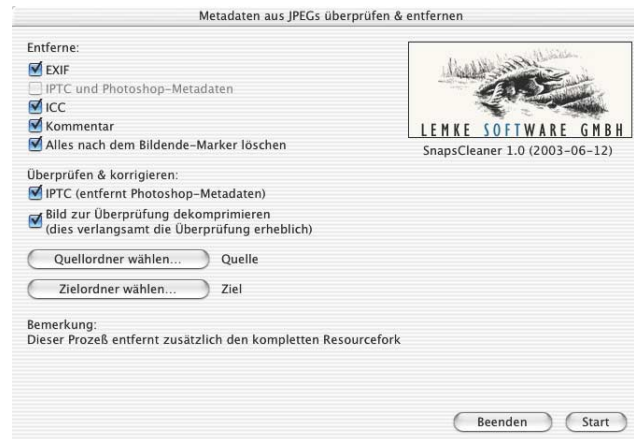 Metadaten aus JPEGs überprüfen & entfernen
Entferne:
EXIF
IPTC und Photoshop-Metadaten
ICC
Kommentar
Alles nach dem Bildende-Marker löschen
LEMKE SOFTWARE GMBH
SnapsCleaner 1.0 (2003-06-12)
Überprüfen & korrigieren:
IPTC (entfernt Photoshop-Metadaten)
Bild zur Überprüfung dekomprimieren
(dies verlangsamt die Überprüfung erheblich)
Quellordner wählen... Quelle
Zielordner wählen... Ziel
Bemerkung:
Dieser Prozeß entfernt zusätzlich den kompletten Resourcefork
Beenden Start